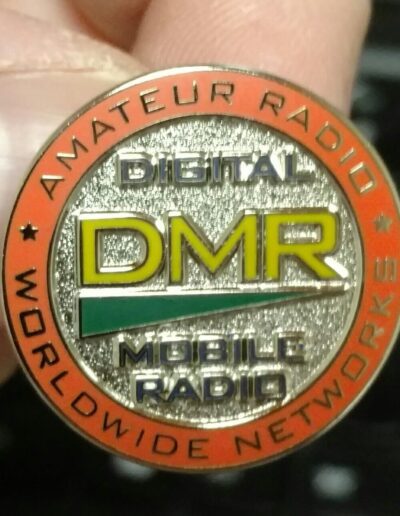 AMATEUR RADIO
DIGITAL
DMR
MOBILE
RADIO
★ WORLDWIDE NETWORKS ★